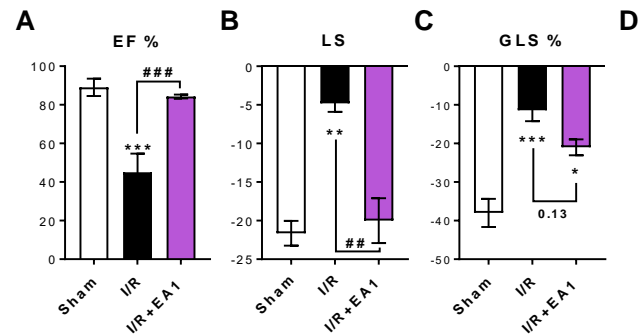 A
EF %
100
80
60
40
20
0
***
###
Sham
I/R
I/R+EA1
B
LS
0
-5
-10
-15
-20
-25
**
##
Sham
I/R
I/R+EA1
C
GLS %
0
-10
-20
-30
-40
-50
***
*
0.13
Sham
I/R
I/R+EA1
D